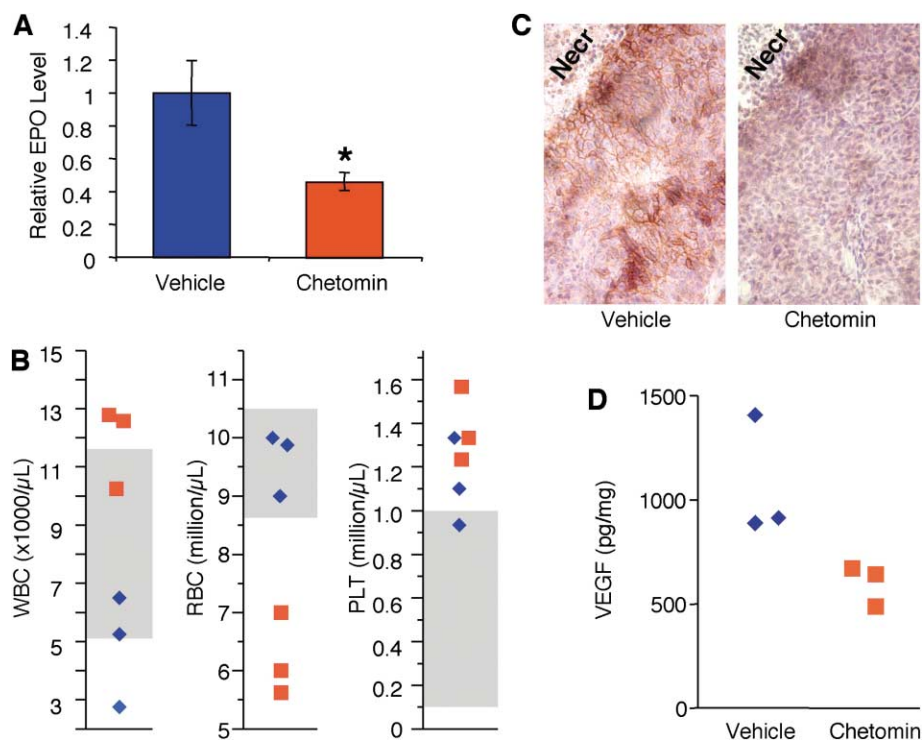 A
Relative EPO Level
1.4
1.2
1
0.8
0.6
0.4
0.2
0
*
Vehicle
Chetomin
B
WBC (x1000/µL)
15
13
11
9
7
5
3
RBC (million/µL)
10
9
8
7
6
5
PLT (million/µL)
1.6
1.4
1.2
1.0
0.8
0.6
0.4
0.2
0
C
Necr
Necr
Vehicle
Chetomin
D
VEGF (pg/mg)
1500
1000
500
0
Vehicle
Chetomin